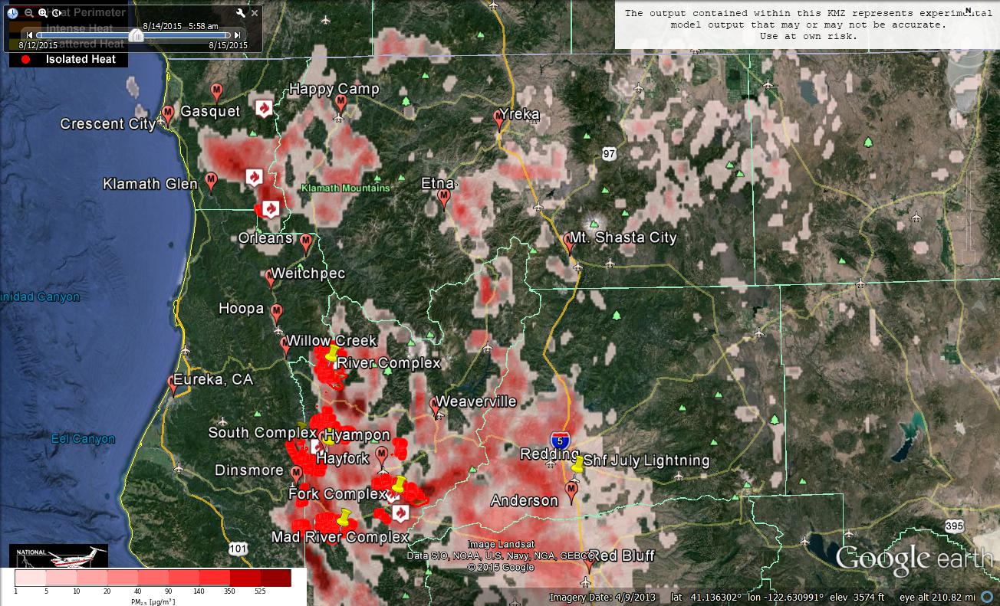 Heat Perimeter
Intense Heat
Scattered Heat
Isolated Heat
8/14/2015 5:58 am
8/12/2015
8/15/2015
The output contained within this KMZ represents experimental
model output that may or may not be accurate.
Use at own risk.
N
Happy Camp
Gasquet
Crescent City
Yreka
97
Klamath Glen
Klamath Mountains
Etna
Orleans
Mt. Shasta City
Weitchpec
inidad Canyon
Hoopa
Willow Creek
River Complex
Eureka, CA
Weaverville
South Complex
Hyampon
Eel Canyon
5
Hayfork
Redding
Shf July Lightning
Dinsmore
Fork Complex
Anderson
Mad River Complex
395
101
Image Landsat
Data SIO, NOAA, U.S. Navy, NGA, GEBCO
© 2015 Google
Red Bluff
Google earth
NATIONAL
1 5 10 20 40 90 140 350 525
PM2.5 [µg/m³]
Imagery Date: 4/9/2013 lat 41.136302° lon -122.630991° elev 3574 ft eye alt 210.82 mi